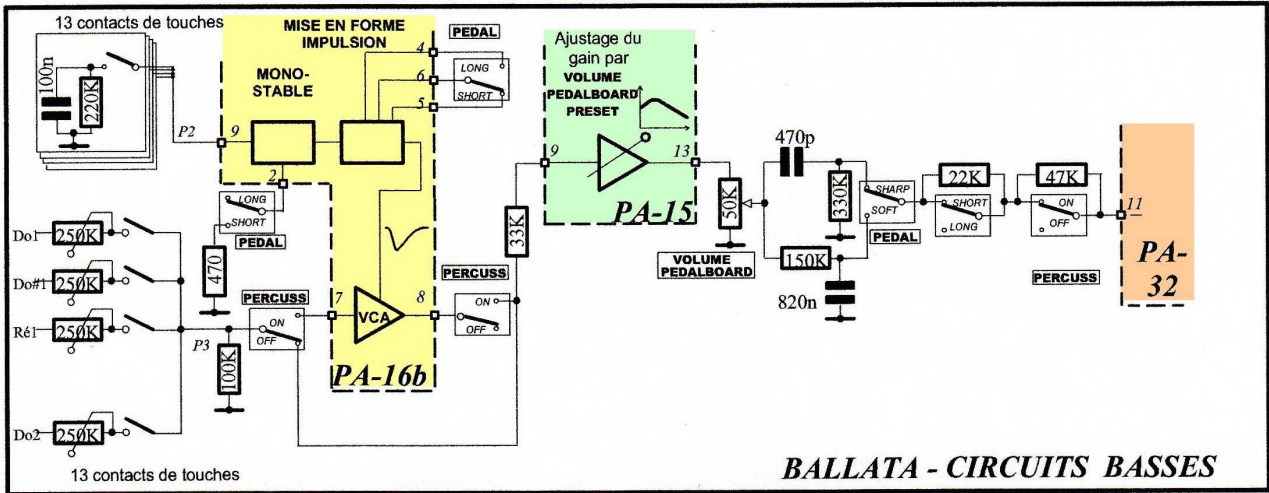 13 contacts de touches
100n
220K
MISE EN FORME
IMPULSION
MONO-
STABLE
4
6
5
PEDAL
LONG
SHORT
P2
9
2
LONG
SHORT
PEDAL
470
Do1
250K
Do#1
250K
Ré1
250K
Do2
250K
13 contacts de touches
P3
100K
PERCUSS
ON
OFF
7
VCA
8
PA-16b
PERCUSS
ON
OFF
33K
Ajustage du
gain par
VOLUME
PEDALBOARD
PRESET
9
13
PA-15
50K
VOLUME
PEDALBOARD
470p
330K
150K
820n
SHARP
SOFT
PEDAL
22K
SHORT
LONG
47K
ON
OFF
PERCUSS
11
PA-
32
BALLATA - CIRCUITS BASSES